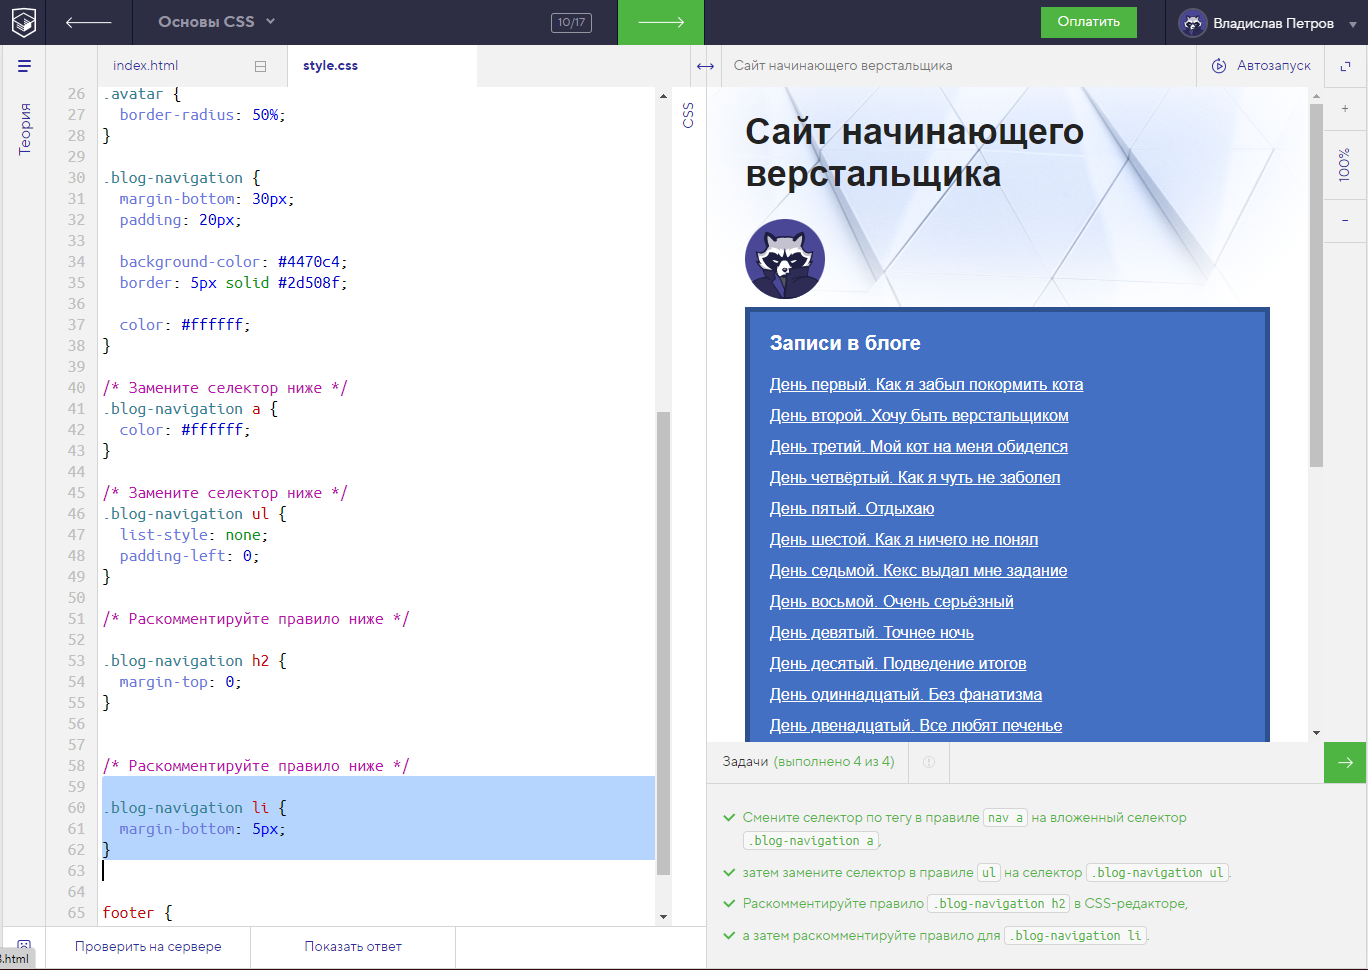 Основы CSS
10/17
Оплатить
Владислав Петров
Теория
index.html
style.css
26 .avatar {
27 border-radius: 50%;
28 }
29
30 .blog-navigation {
31 margin-bottom: 30px;
32 padding: 20px;
33
34 background-color: #4470c4;
35 border: 5px solid #2d508f;
36
37 color: #ffffff;
38 }
39
40 /* Замените селектор ниже */
41 .blog-navigation a {
42 color: #ffffff;
43 }
44
45 /* Замените селектор ниже */
46 .blog-navigation ul {
47 list-style: none;
48 padding-left: 0;
49 }
50
51 /* Раскомментируйте правило ниже */
52
53 .blog-navigation h2 {
54 margin-top: 0;
55 }
56
57
58 /* Раскомментируйте правило ниже */
59
60 .blog-navigation li {
61 margin-bottom: 5px;
62 }
63
64
65 footer {
Проверить на сервере
Показать ответ
.html
CSS
Сайт начинающего верстальщика
Автозапуск
+
100%
−
Сайт начинающего
верстальщика
Записи в блоге
День первый. Как я забыл покормить кота
День второй. Хочу быть верстальщиком
День третий. Мой кот на меня обиделся
День четвёртый. Как я чуть не заболел
День пятый. Отдыхаю
День шестой. Как я ничего не понял
День седьмой. Кекс выдал мне задание
День восьмой. Очень серьёзный
День девятый. Точнее ночь
День десятый. Подведение итогов
День одиннадцатый. Без фанатизма
День двенадцатый. Все любят печенье
Задачи (выполнено 4 из 4)
Смените селектор по тегу в правиле nav a на вложенный селектор
.blog-navigation a,
затем замените селектор в правиле ul на селектор .blog-navigation ul.
Раскомментируйте правило .blog-navigation h2 в CSS-редакторе,
а затем раскомментируйте правило для .blog-navigation li.